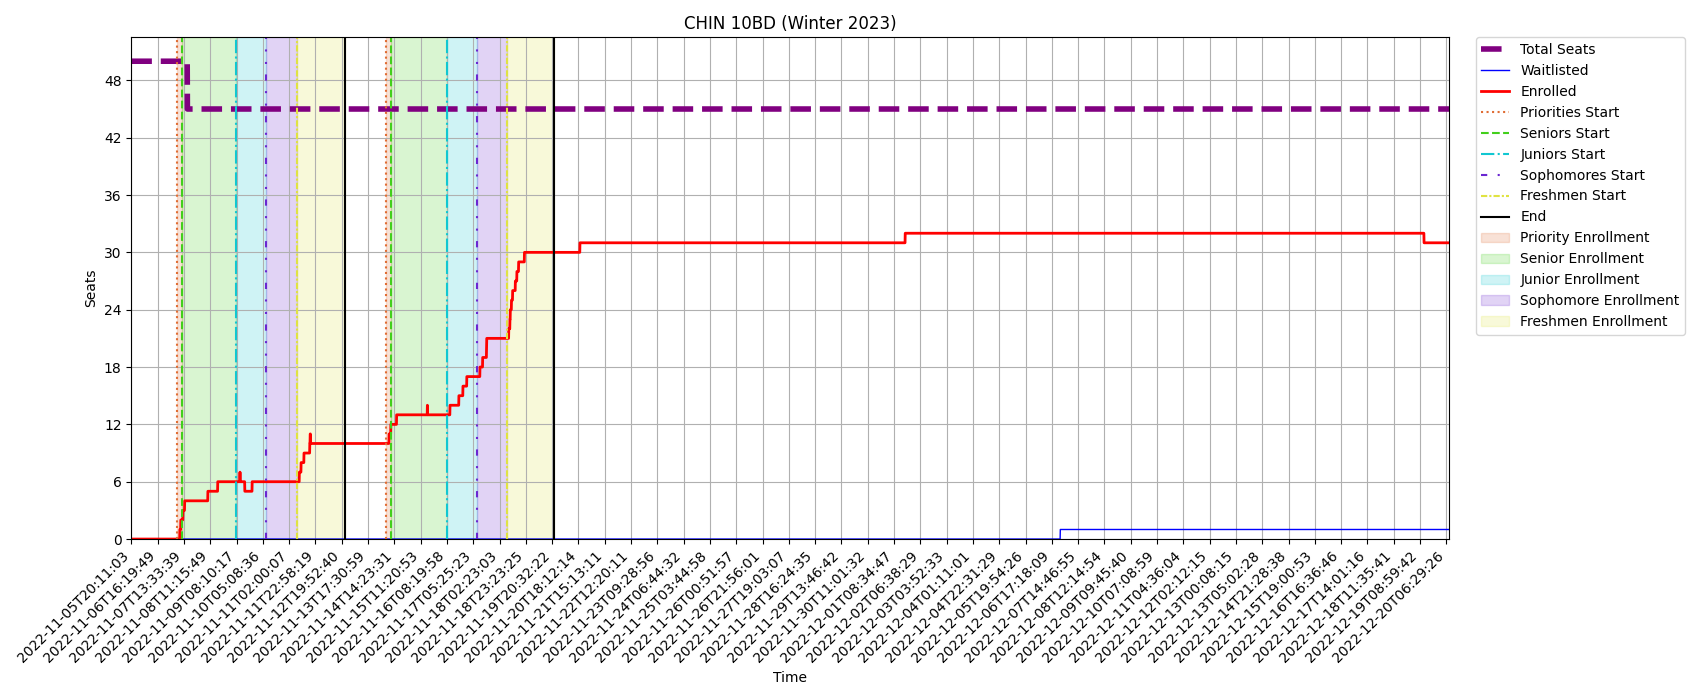 CHIN 10BD (Winter 2023)
Seats
48
42
36
30
24
18
12
6
0
2022-11-05T20:11:03
2022-11-06T16:19:49
2022-11-07T13:33:39
2022-11-08T11:15:49
2022-11-09T08:10:17
2022-11-10T05:08:36
2022-11-11T02:00:07
2022-11-11T22:58:19
2022-11-12T19:52:40
2022-11-13T17:30:59
2022-11-14T14:23:31
2022-11-15T11:20:53
2022-11-16T08:19:58
2022-11-17T05:25:23
2022-11-18T02:23:03
2022-11-18T23:23:25
2022-11-19T20:32:22
2022-11-20T18:12:14
2022-11-21T15:13:11
2022-11-22T12:20:11
2022-11-23T09:28:56
2022-11-24T06:44:32
2022-11-25T03:44:58
2022-11-26T00:51:57
2022-11-26T21:56:01
2022-11-27T19:03:07
2022-11-28T16:24:35
2022-11-29T13:46:42
2022-11-30T11:01:32
2022-12-01T08:34:47
2022-12-02T06:38:29
2022-12-03T03:52:33
2022-12-04T01:11:01
2022-12-04T22:31:29
2022-12-05T19:54:26
2022-12-06T17:18:09
2022-12-07T14:46:55
2022-12-08T12:14:54
2022-12-09T09:45:40
2022-12-10T07:08:59
2022-12-11T04:36:04
2022-12-12T02:12:15
2022-12-13T00:08:15
2022-12-13T05:02:28
2022-12-14T21:28:38
2022-12-15T19:00:53
2022-12-16T16:36:46
2022-12-17T14:01:16
2022-12-18T11:35:41
2022-12-19T08:59:42
2022-12-20T06:29:26
Time
Total Seats
Waitlisted
Enrolled
Priorities Start
Seniors Start
Juniors Start
Sophomores Start
Freshmen Start
End
Priority Enrollment
Senior Enrollment
Junior Enrollment
Sophomore Enrollment
Freshmen Enrollment